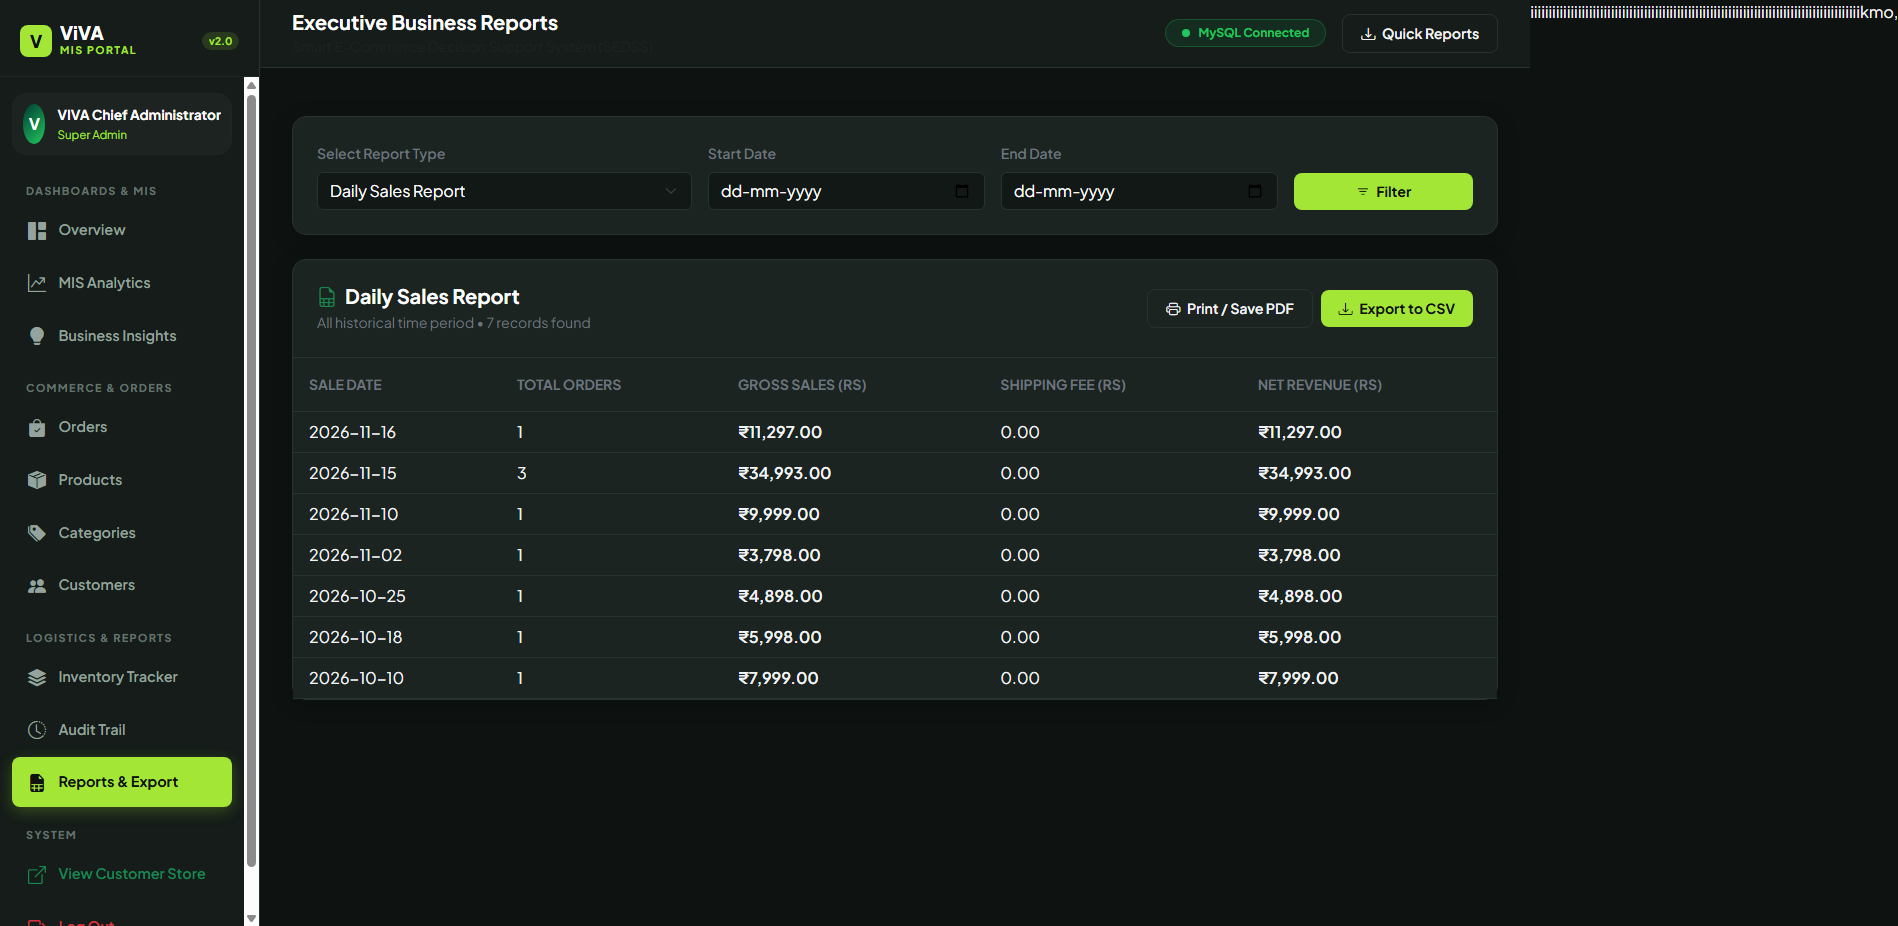 V
ViVA
MIS PORTAL
v2.0
V
VIVA Chief Administrator
Super Admin
DASHBOARDS & MIS
Overview
MIS Analytics
Business Insights
COMMERCE & ORDERS
Orders
Products
Categories
Customers
LOGISTICS & REPORTS
Inventory Tracker
Audit Trail
Reports & Export
SYSTEM
View Customer Store
Log Out
Executive Business Reports
MySQL Connected
Quick Reports
Select Report Type
Daily Sales Report
Start Date
dd-mm-yyyy
End Date
dd-mm-yyyy
Filter
Daily Sales Report
All historical time period • 7 records found
Print / Save PDF
Export to CSV
SALE DATE TOTAL ORDERS GROSS SALES (RS) SHIPPING FEE (RS) NET REVENUE (RS)
2026-11-16 1 ₹11,297.00 0.00 ₹11,297.00
2026-11-15 3 ₹34,993.00 0.00 ₹34,993.00
2026-11-10 1 ₹9,999.00 0.00 ₹9,999.00
2026-11-02 1 ₹3,798.00 0.00 ₹3,798.00
2026-10-25 1 ₹4,898.00 0.00 ₹4,898.00
2026-10-18 1 ₹5,998.00 0.00 ₹5,998.00
2026-10-10 1 ₹7,999.00 0.00 ₹7,999.00